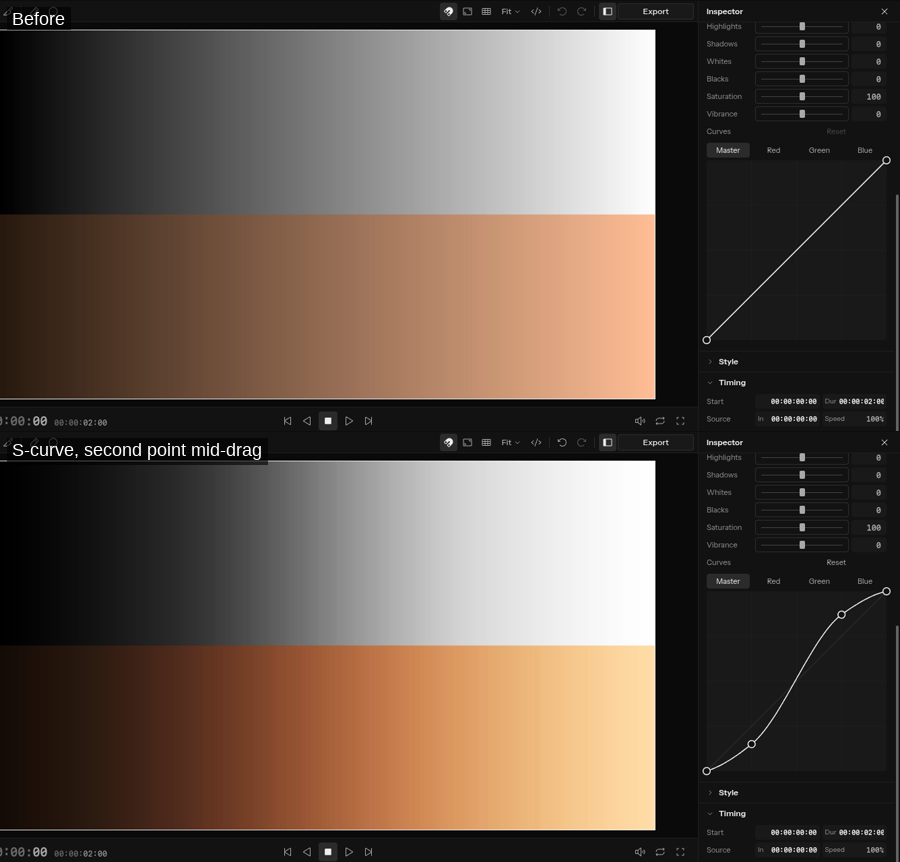 Before
Fit
Export
Inspector
Highlights 0
Shadows 0
Whites 0
Blacks 0
Saturation 100
Vibrance 0
Curves Reset
Master Red Green Blue
Style
Timing
Start 00:00:00:00 Dur 00:00:02:00
Source In 00:00:00:00 Speed 100%
:00:00:00 00:00:02:00
S-curve, second point mid-drag
Fit
Export
Inspector
Highlights 0
Shadows 0
Whites 0
Blacks 0
Saturation 100
Vibrance 0
Curves Reset
Master Red Green Blue
Style
Timing
Start 00:00:00:00 Dur 00:00:02:00
Source In 00:00:00:00 Speed 100%
:00:00:00 00:00:02:00